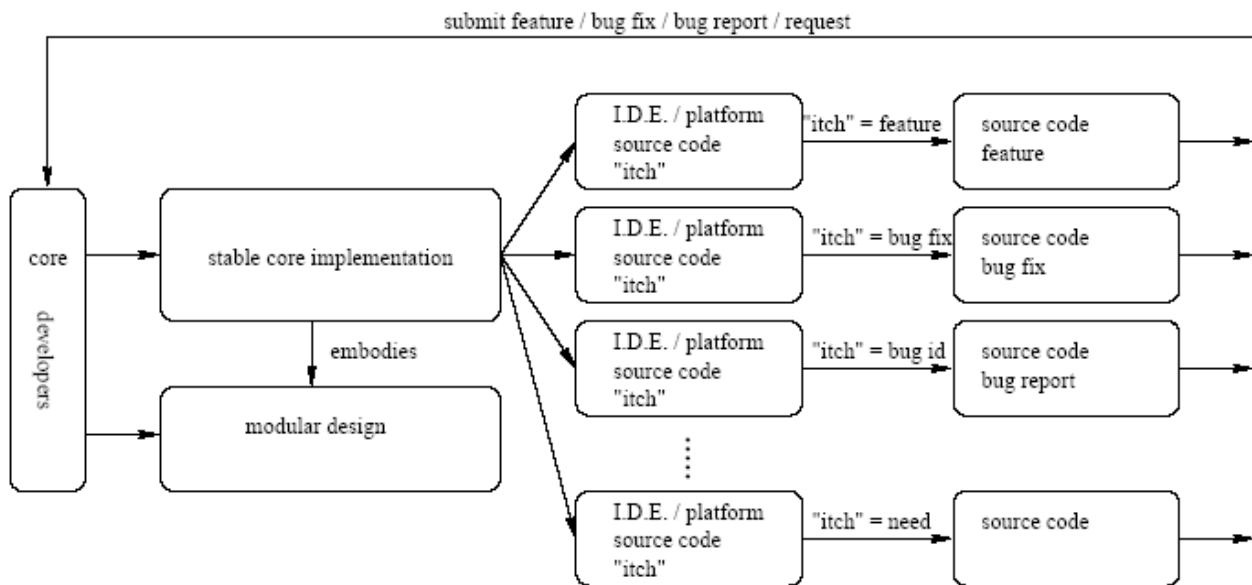 submit feature / bug fix / bug report / request
core
developers
stable core implementation
embodies
modular design
I.D.E. / platform
source code
"itch"
"itch" = feature
source code
feature
I.D.E. / platform
source code
"itch"
"itch" = bug fix
source code
bug fix
I.D.E. / platform
source code
"itch"
"itch" = bug id
source code
bug report
I.D.E. / platform
source code
"itch"
"itch" = need
source code